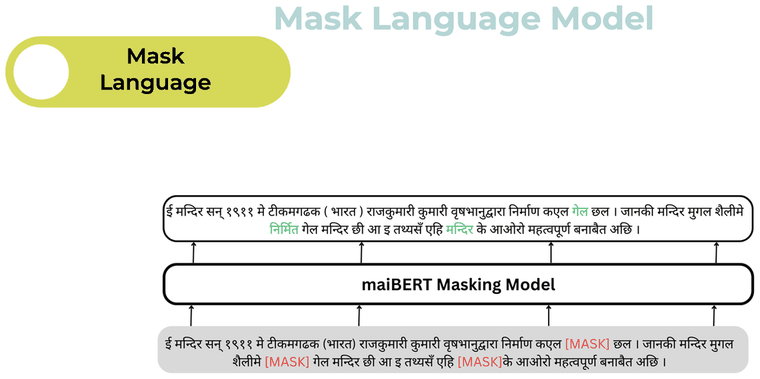 Mask Language Model
Mask
Language
ई मन्दिर सन् १९११ मे टीकमगढक ( भारत ) राजकुमारी कुमारी वृषभानुद्वारा निर्माण कएल गेल छल । जानकी मन्दिर मुगल शैलीमे
निर्मित गेल मन्दिर छी आ इ तथ्यसँ एहि मन्दिर के आओरो महत्वपूर्ण बनाबैत अछि ।
maiBERT Masking Model
ई मन्दिर सन् १९११ मे टीकमगढक (भारत) राजकुमारी कुमारी वृषभानुद्वारा निर्माण कएल [MASK] छल । जानकी मन्दिर मुगल
शैलीमे [MASK] गेल मन्दिर छी आ इ तथ्यसँ एहि [MASK]के आओरो महत्वपूर्ण बनाबैत अछि ।